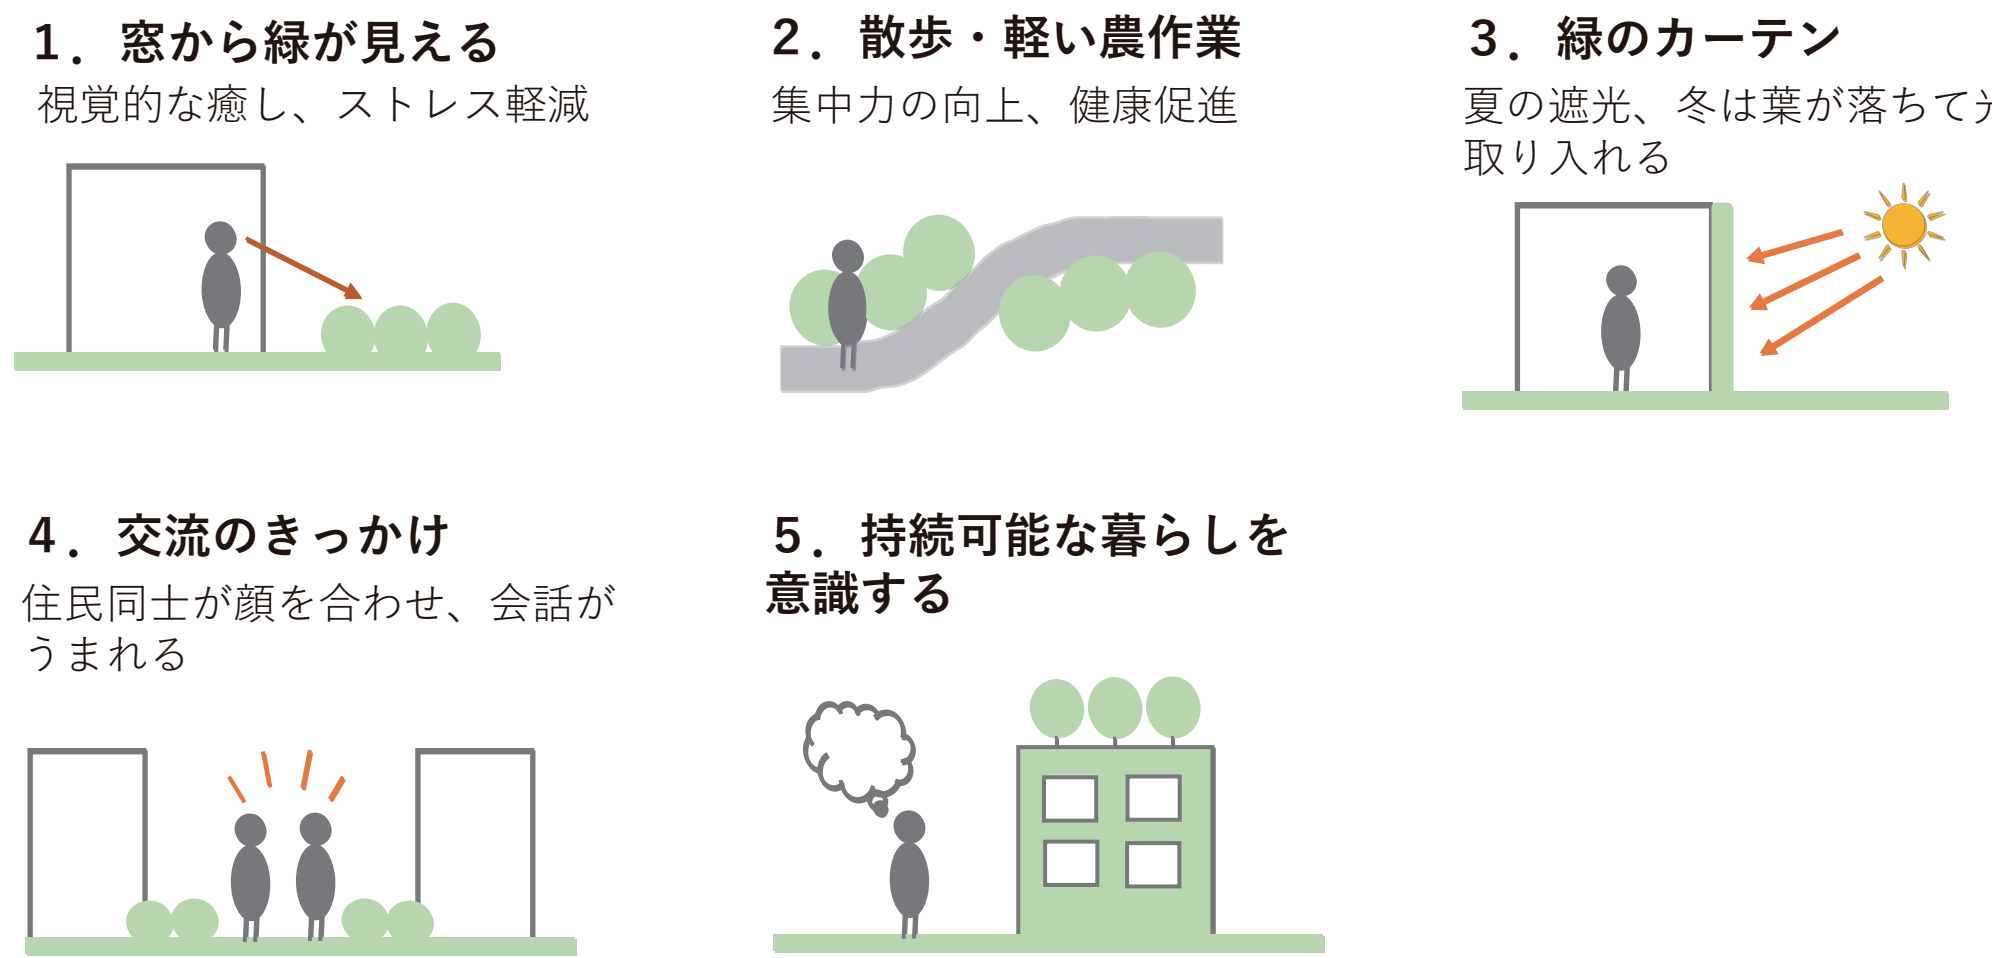 1．窓から緑が見える
視覚的な癒し、ストレス軽減
2．散歩・軽い農作業
集中力の向上、健康促進
3．緑のカーテン
夏の遮光、冬は葉が落ちて光
取り入れる
4．交流のきっかけ
住民同士が顔を合わせ、会話が
うまれる
5．持続可能な暮らしを
意識する